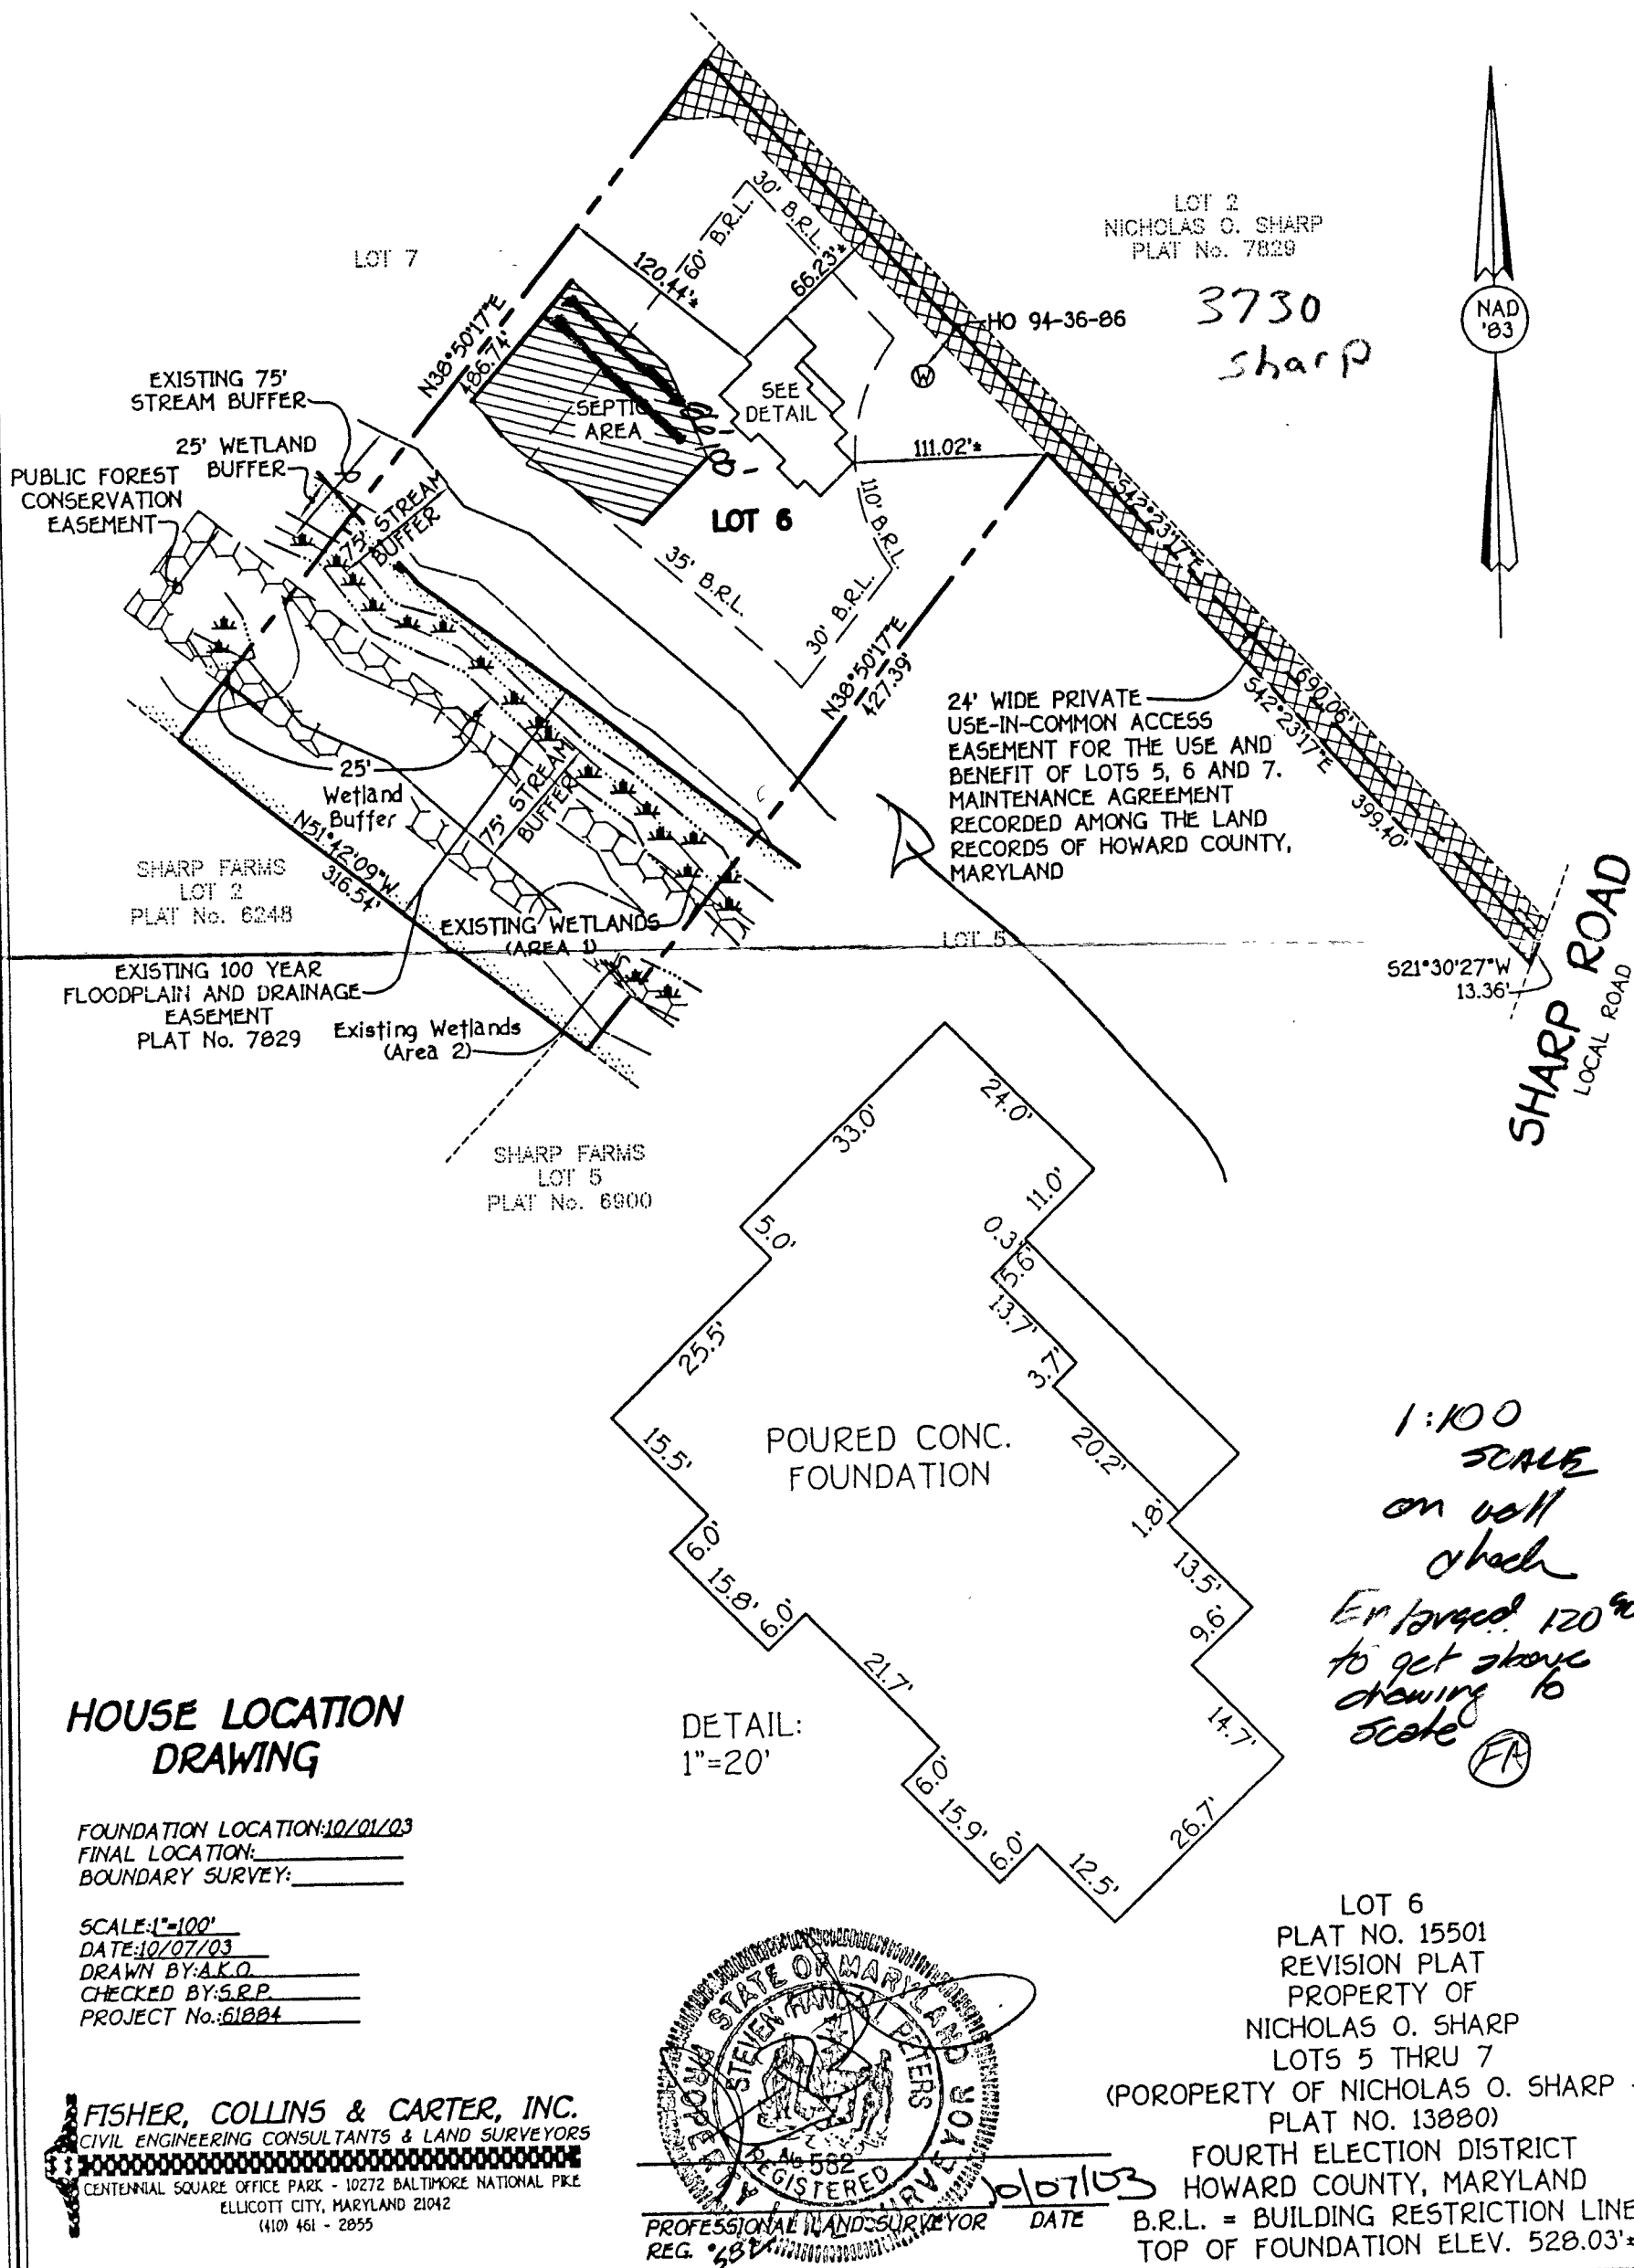 LOT 2
NICHOLAS O. SHARP
PLAT No. 7829
3730
sharp
NAD
'83
LOT 7
30' B.R.L.
60' B.R.L.
120.44'±
66.23'±
HO 94-36-86
W
N38°50'17"E
486.74'
EXISTING 75'
STREAM BUFFER
25' WETLAND
BUFFER
PUBLIC FOREST
CONSERVATION
EASEMENT
SEPTIC
AREA
SEE
DETAIL
111.02'±
LOT 6
75' STREAM
BUFFER
110' B.R.L.
35' B.R.L.
30' B.R.L.
S42°23'17"E
690.06'
S42°23'17"E
399.40'
N38°50'17"E
427.39'
24' WIDE PRIVATE
USE-IN-COMMON ACCESS
EASEMENT FOR THE USE AND
BENEFIT OF LOTS 5, 6 AND 7.
MAINTENANCE AGREEMENT
RECORDED AMONG THE LAND
RECORDS OF HOWARD COUNTY,
MARYLAND
25'
Wetland
Buffer
75' STREAM
BUFFER
N51°42'09"W
316.54'
SHARP FARMS
LOT 2
PLAT No. 6248
EXISTING WETLANDS
(AREA 1)
LOT 5
EXISTING 100 YEAR
FLOODPLAIN AND DRAINAGE
EASEMENT
PLAT No. 7829
Existing Wetlands
(Area 2)
S21°30'27"W
13.36'
SHARP ROAD
LOCAL ROAD
SHARP FARMS
LOT 5
PLAT No. 6900
24.0'
33.0'
11.0'
0.3'
5.0'
5.6'
13.7'
25.5'
3.7'
15.5'
POURED CONC.
FOUNDATION
20.2'
1.8'
6.0'
15.8'
6.0'
13.5'
9.6'
21.7'
14.7'
6.0'
15.9'
6.0'
26.7'
12.5'
DETAIL:
1"=20'
1:100
SCALE
on
Enlarged 120%
to get above
drawing to
scale
HOUSE LOCATION
DRAWING
FOUNDATION LOCATION:10/01/03
FINAL LOCATION:
BOUNDARY SURVEY:
SCALE:1"=100'
DATE:10/07/03
DRAWN BY:A.K.O.
CHECKED BY:S.R.P.
PROJECT No.:61884
FISHER, COLLINS & CARTER, INC.
CIVIL ENGINEERING CONSULTANTS & LAND SURVEYORS
CENTENNIAL SQUARE OFFICE PARK - 10272 BALTIMORE NATIONAL PIKE
ELLICOTT CITY, MARYLAND 21042
(410) 461 - 2855
STATE OF MARYLAND
STEVEN PETERS
No 582
REGISTERED
10/07/03
PROFESSIONAL LAND SURVEYOR DATE
REG.
LOT 6
PLAT NO. 15501
REVISION PLAT
PROPERTY OF
NICHOLAS O. SHARP
LOTS 5 THRU 7
(POROPERTY OF NICHOLAS O. SHARP -
PLAT NO. 13880)
FOURTH ELECTION DISTRICT
HOWARD COUNTY, MARYLAND
B.R.L. = BUILDING RESTRICTION LINE
TOP OF FOUNDATION ELEV. 528.03'±